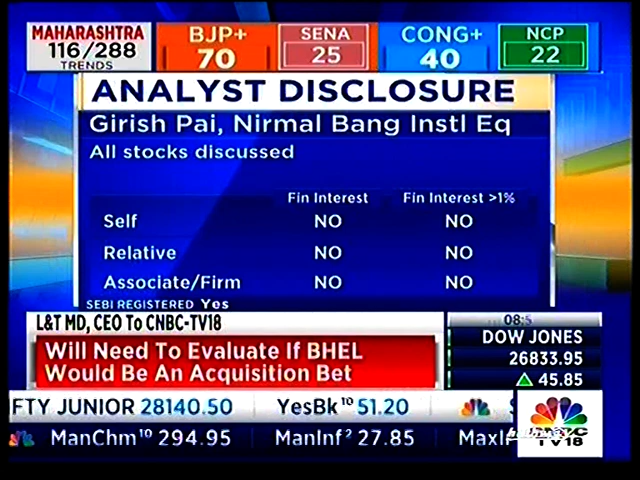 MAHARASHTRA
116/288
TRENDS
BJP+
70
SENA
25
CONG+
40
NCP
22
ANALYST DISCLOSURE
Girish Pai, Nirmal Bang Instl Eq
All stocks discussed
Fin Interest Fin Interest >1%
Self NO NO
Relative NO NO
Associate/Firm NO NO
SEBI REGISTERED Yes
L&T MD, CEO To CNBC-TV18
Will Need To Evaluate If BHEL
Would Be An Acquisition Bet
08:5
DOW JONES
26833.95
45.85
FTY JUNIOR 28140.50 YesBk10 51.20 S
ManChm10 294.95 ManInf2 27.85 MaxI
TV18